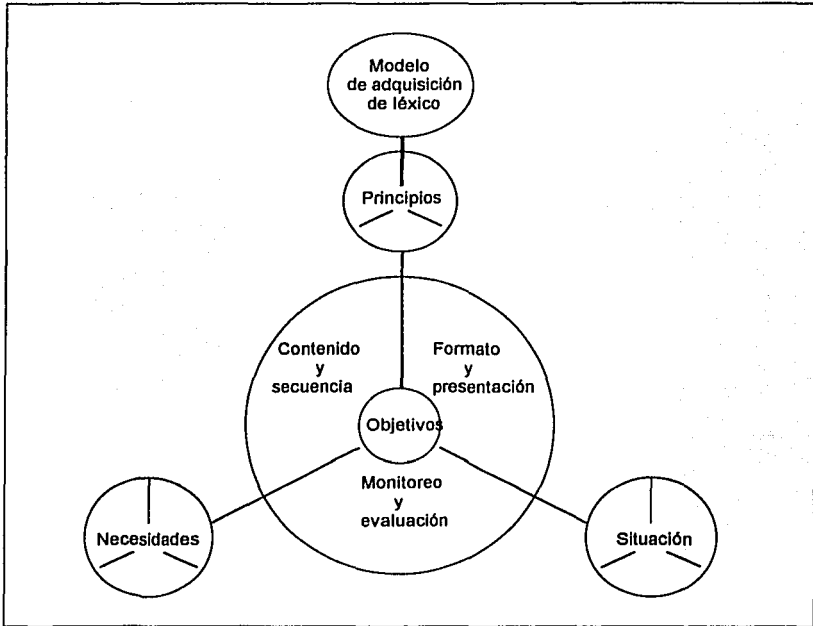 Modelo
de adquisición
de léxico
Principios
Contenido
y
secuencia
Formato
y
presentación
Objetivos
Monitoreo
y
evaluación
Necesidades
Situación